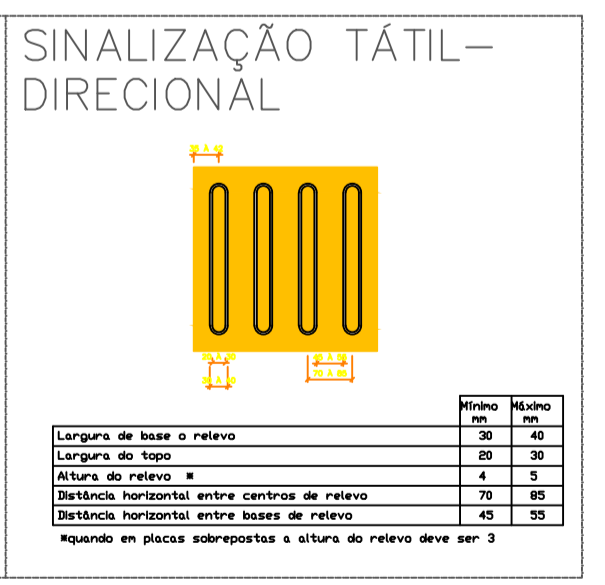 SINALIZAÇÃO TÁTIL-
DIRECIONAL
35 À 42
20 À 30
45 À 55
70 À 85
30 À 40
Mínimo mm Máximo mm
Largura de base o relevo 30 40
Largura do topo 20 30
Altura do relevo * 4 5
Distância horizontal entre centros de relevo 70 85
Distância horizontal entre bases de relevo 45 55
*quando em placas sobrepostas a altura do relevo deve ser 3